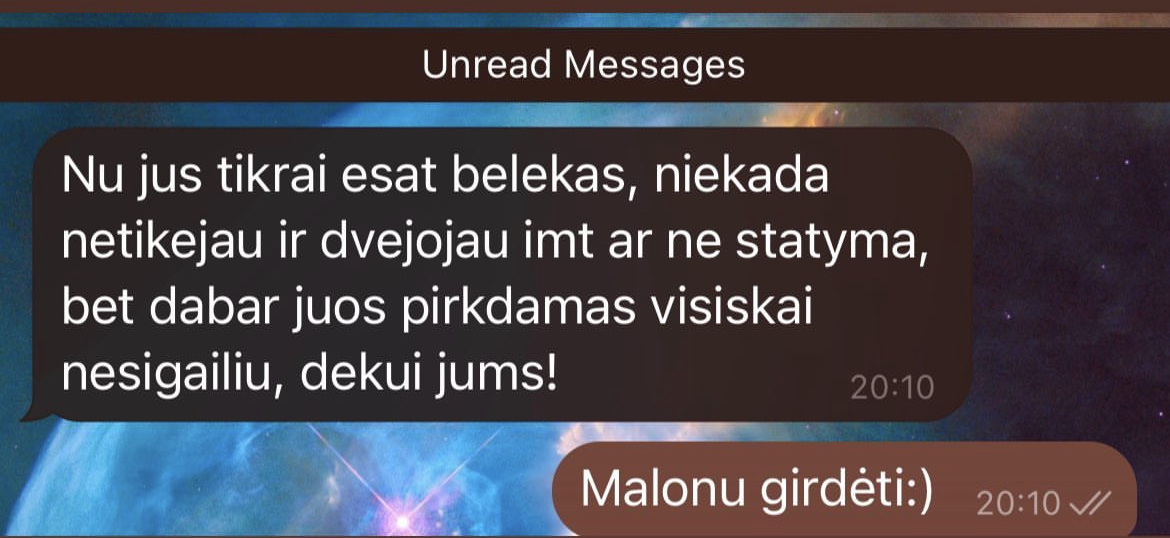 Unread Messages
Nu jus tikrai esat belekas, niekada
netikejau ir dvejojau imt ar ne statyma,
bet dabar juos pirkdamas visiskai
nesigailiu, dekui jums!
20:10
Malonu girdėti:)
20:10